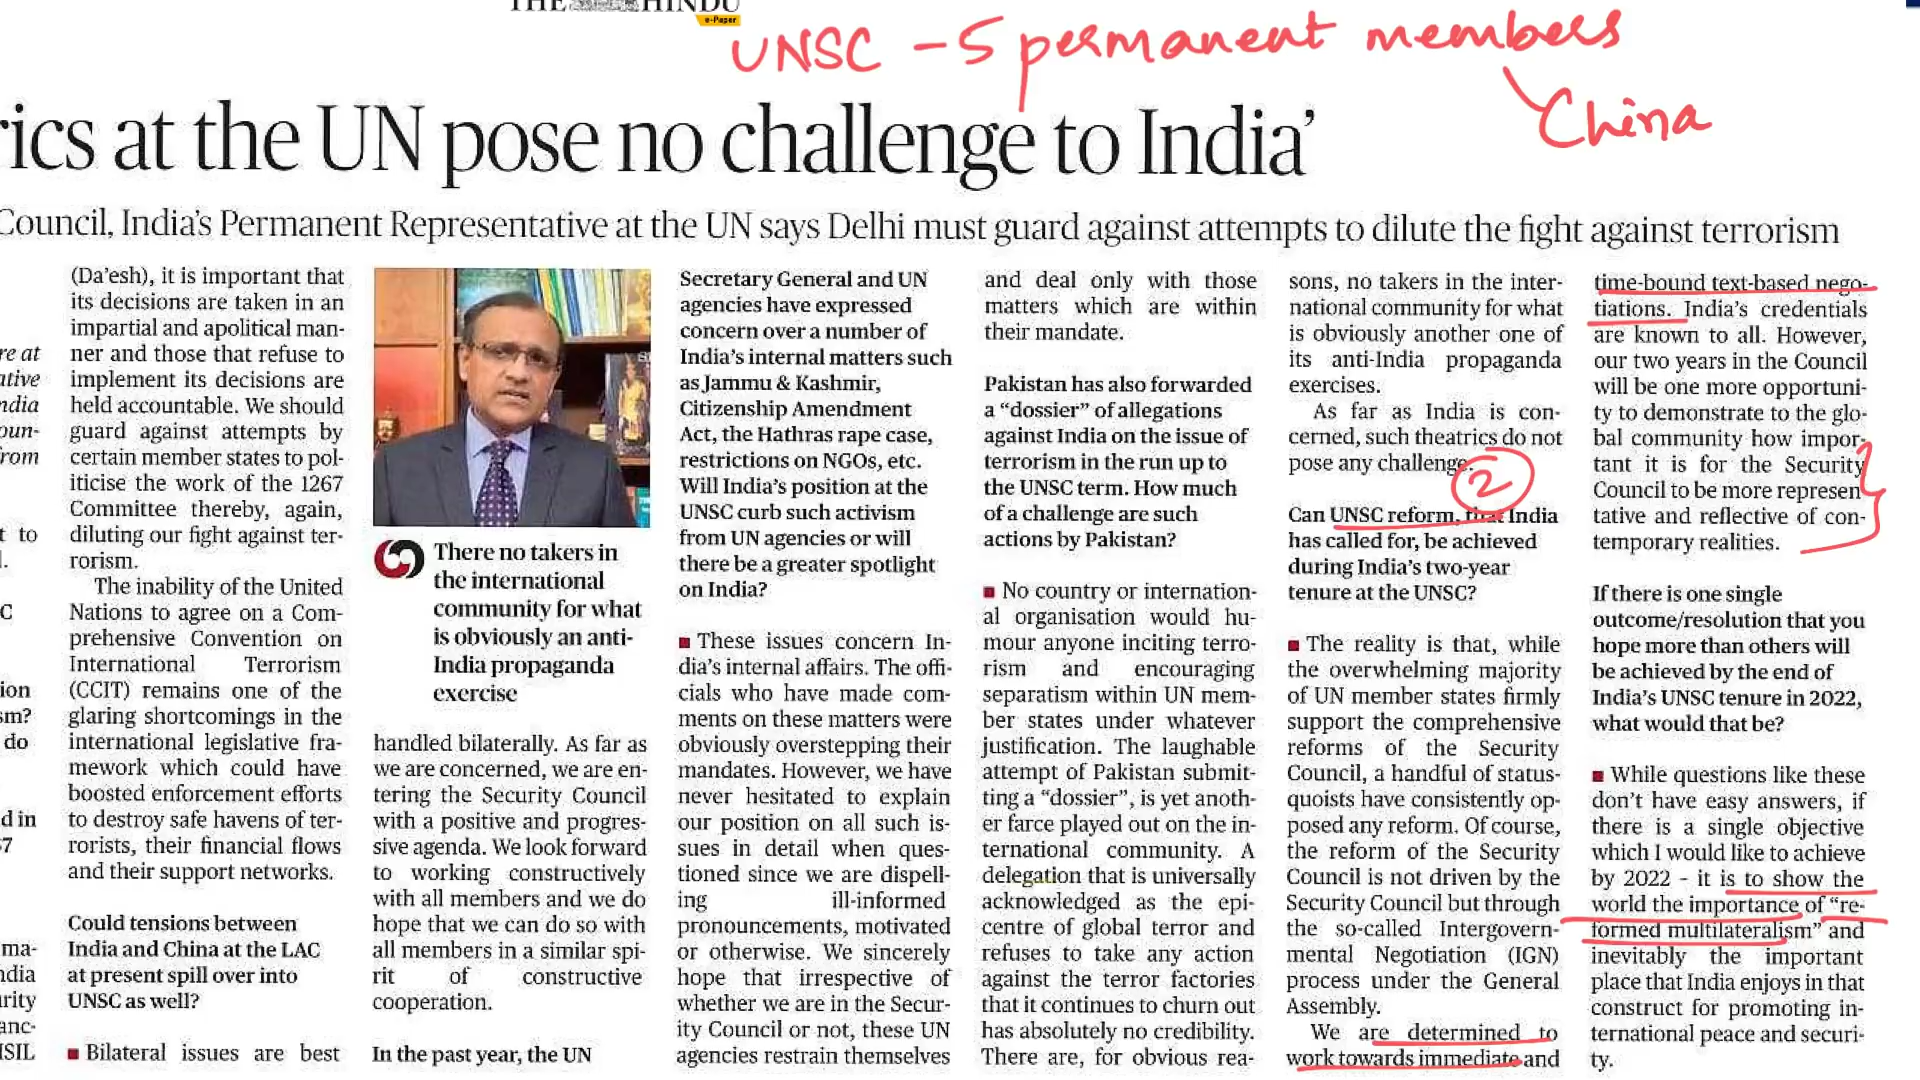 THE HINDU
e-Paper
UNSC - 5 permanent members
China
rics at the UN pose no challenge to India’
Council, India’s Permanent Representative at the UN says Delhi must guard against attempts to dilute the fight against terrorism
re at
ative
ndia
oun-
rom
t to
C
ion
sm?
do
d in
67
ma-
ndia
urity
anc-
ISIL
(Da’esh), it is important that
its decisions are taken in an
impartial and apolitical man-
ner and those that refuse to
implement its decisions are
held accountable. We should
guard against attempts by
certain member states to pol-
iticise the work of the 1267
Committee thereby, again,
diluting our fight against ter-
rorism.
The inability of the United
Nations to agree on a Com-
prehensive Convention on
International Terrorism
(CCIT) remains one of the
glaring shortcomings in the
international legislative fra-
mework which could have
boosted enforcement efforts
to destroy safe havens of ter-
rorists, their financial flows
and their support networks.
Could tensions between
India and China at the LAC
at present spill over into
UNSC as well?
■ Bilateral issues are best
There no takers in
the international
community for what
is obviously an anti-
India propaganda
exercise
handled bilaterally. As far as
we are concerned, we are en-
tering the Security Council
with a positive and progres-
sive agenda. We look forward
to working constructively
with all members and we do
hope that we can do so with
all members in a similar spi-
rit of constructive
cooperation.
In the past year, the UN
Secretary General and UN
agencies have expressed
concern over a number of
India’s internal matters such
as Jammu & Kashmir,
Citizenship Amendment
Act, the Hathras rape case,
restrictions on NGOs, etc.
Will India’s position at the
UNSC curb such activism
from UN agencies or will
there be a greater spotlight
on India?
■ These issues concern In-
dia’s internal affairs. The offi-
cials who have made com-
ments on these matters were
obviously overstepping their
mandates. However, we have
never hesitated to explain
our position on all such is-
sues in detail when ques-
tioned since we are dispell-
ing ill-informed
pronouncements, motivated
or otherwise. We sincerely
hope that irrespective of
whether we are in the Secur-
ity Council or not, these UN
agencies restrain themselves
and deal only with those
matters which are within
their mandate.
Pakistan has also forwarded
a “dossier” of allegations
against India on the issue of
terrorism in the run up to
the UNSC term. How much
of a challenge are such
actions by Pakistan?
■ No country or internation-
al organisation would hu-
mour anyone inciting terro-
rism and encouraging
separatism within UN mem-
ber states under whatever
justification. The laughable
attempt of Pakistan submit-
ting a “dossier”, is yet anoth-
er farce played out on the in-
ternational community. A
delegation that is universally
acknowledged as the epi-
centre of global terror and
refuses to take any action
against the terror factories
that it continues to churn out
has absolutely no credibility.
There are, for obvious rea-
sons, no takers in the inter-
national community for what
is obviously another one of
its anti-India propaganda
exercises.
As far as India is con-
cerned, such theatrics do not
pose any challenge.
2
Can UNSC reform, that India
has called for, be achieved
during India’s two-year
tenure at the UNSC?
■ The reality is that, while
the overwhelming majority
of UN member states firmly
support the comprehensive
reforms of the Security
Council, a handful of status-
quoists have consistently op-
posed any reform. Of course,
the reform of the Security
Council is not driven by the
Security Council but through
the so-called Intergovern-
mental Negotiation (IGN)
process under the General
Assembly.
We are determined to
work towards immediate and
time-bound text-based nego-
tiations. India’s credentials
are known to all. However,
our two years in the Council
will be one more opportuni-
ty to demonstrate to the glo-
bal community how impor-
tant it is for the Security
Council to be more represen
tative and reflective of con-
temporary realities.
If there is one single
outcome/resolution that you
hope more than others will
be achieved by the end of
India’s UNSC tenure in 2022,
what would that be?
■ While questions like these
don’t have easy answers, if
there is a single objective
which I would like to achieve
by 2022 - it is to show the
world the importance of “re-
formed multilateralism” and
inevitably the important
place that India enjoys in that
construct for promoting in-
ternational peace and securi-
ty.